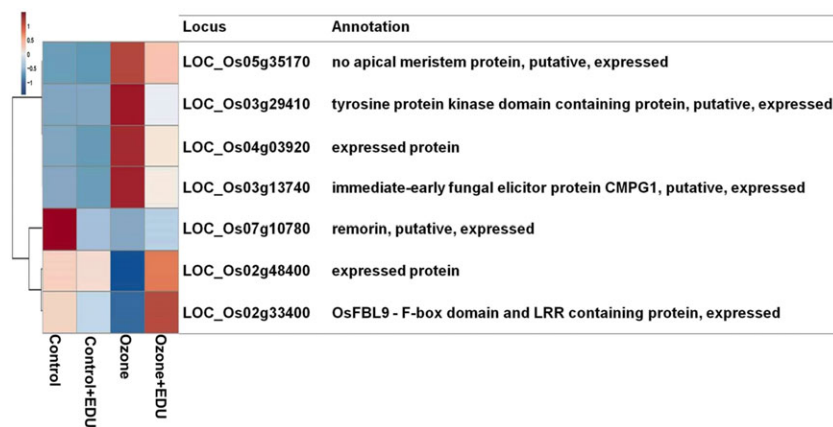 Locus Annotation
1
0.5
0
−0.5
−1
LOC_Os05g35170 no apical meristem protein, putative, expressed
LOC_Os03g29410 tyrosine protein kinase domain containing protein, putative, expressed
LOC_Os04g03920 expressed protein
LOC_Os03g13740 immediate-early fungal elicitor protein CMPG1, putative, expressed
LOC_Os07g10780 remorin, putative, expressed
LOC_Os02g48400 expressed protein
LOC_Os02g33400 OsFBL9 - F-box domain and LRR containing protein, expressed
Control
Control+EDU
Ozone
Ozone+EDU